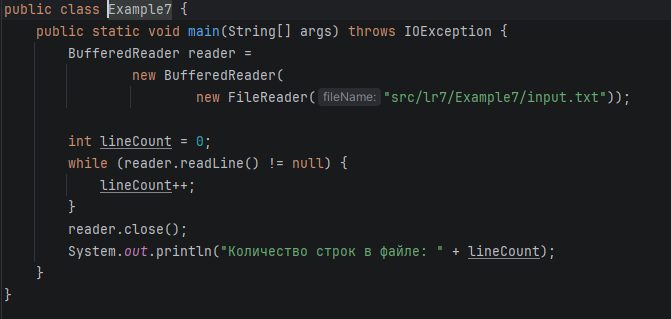 public class Example7 {
    public static void main(String[] args) throws IOException {
        BufferedReader reader =
                new BufferedReader(
                        new FileReader( fileName: "src/lr7/Example7/input.txt"));

        int lineCount = 0;
        while (reader.readLine() != null) {
            lineCount++;
        }
        reader.close();
        System.out.println("Количество строк в файле: " + lineCount);
    }
}